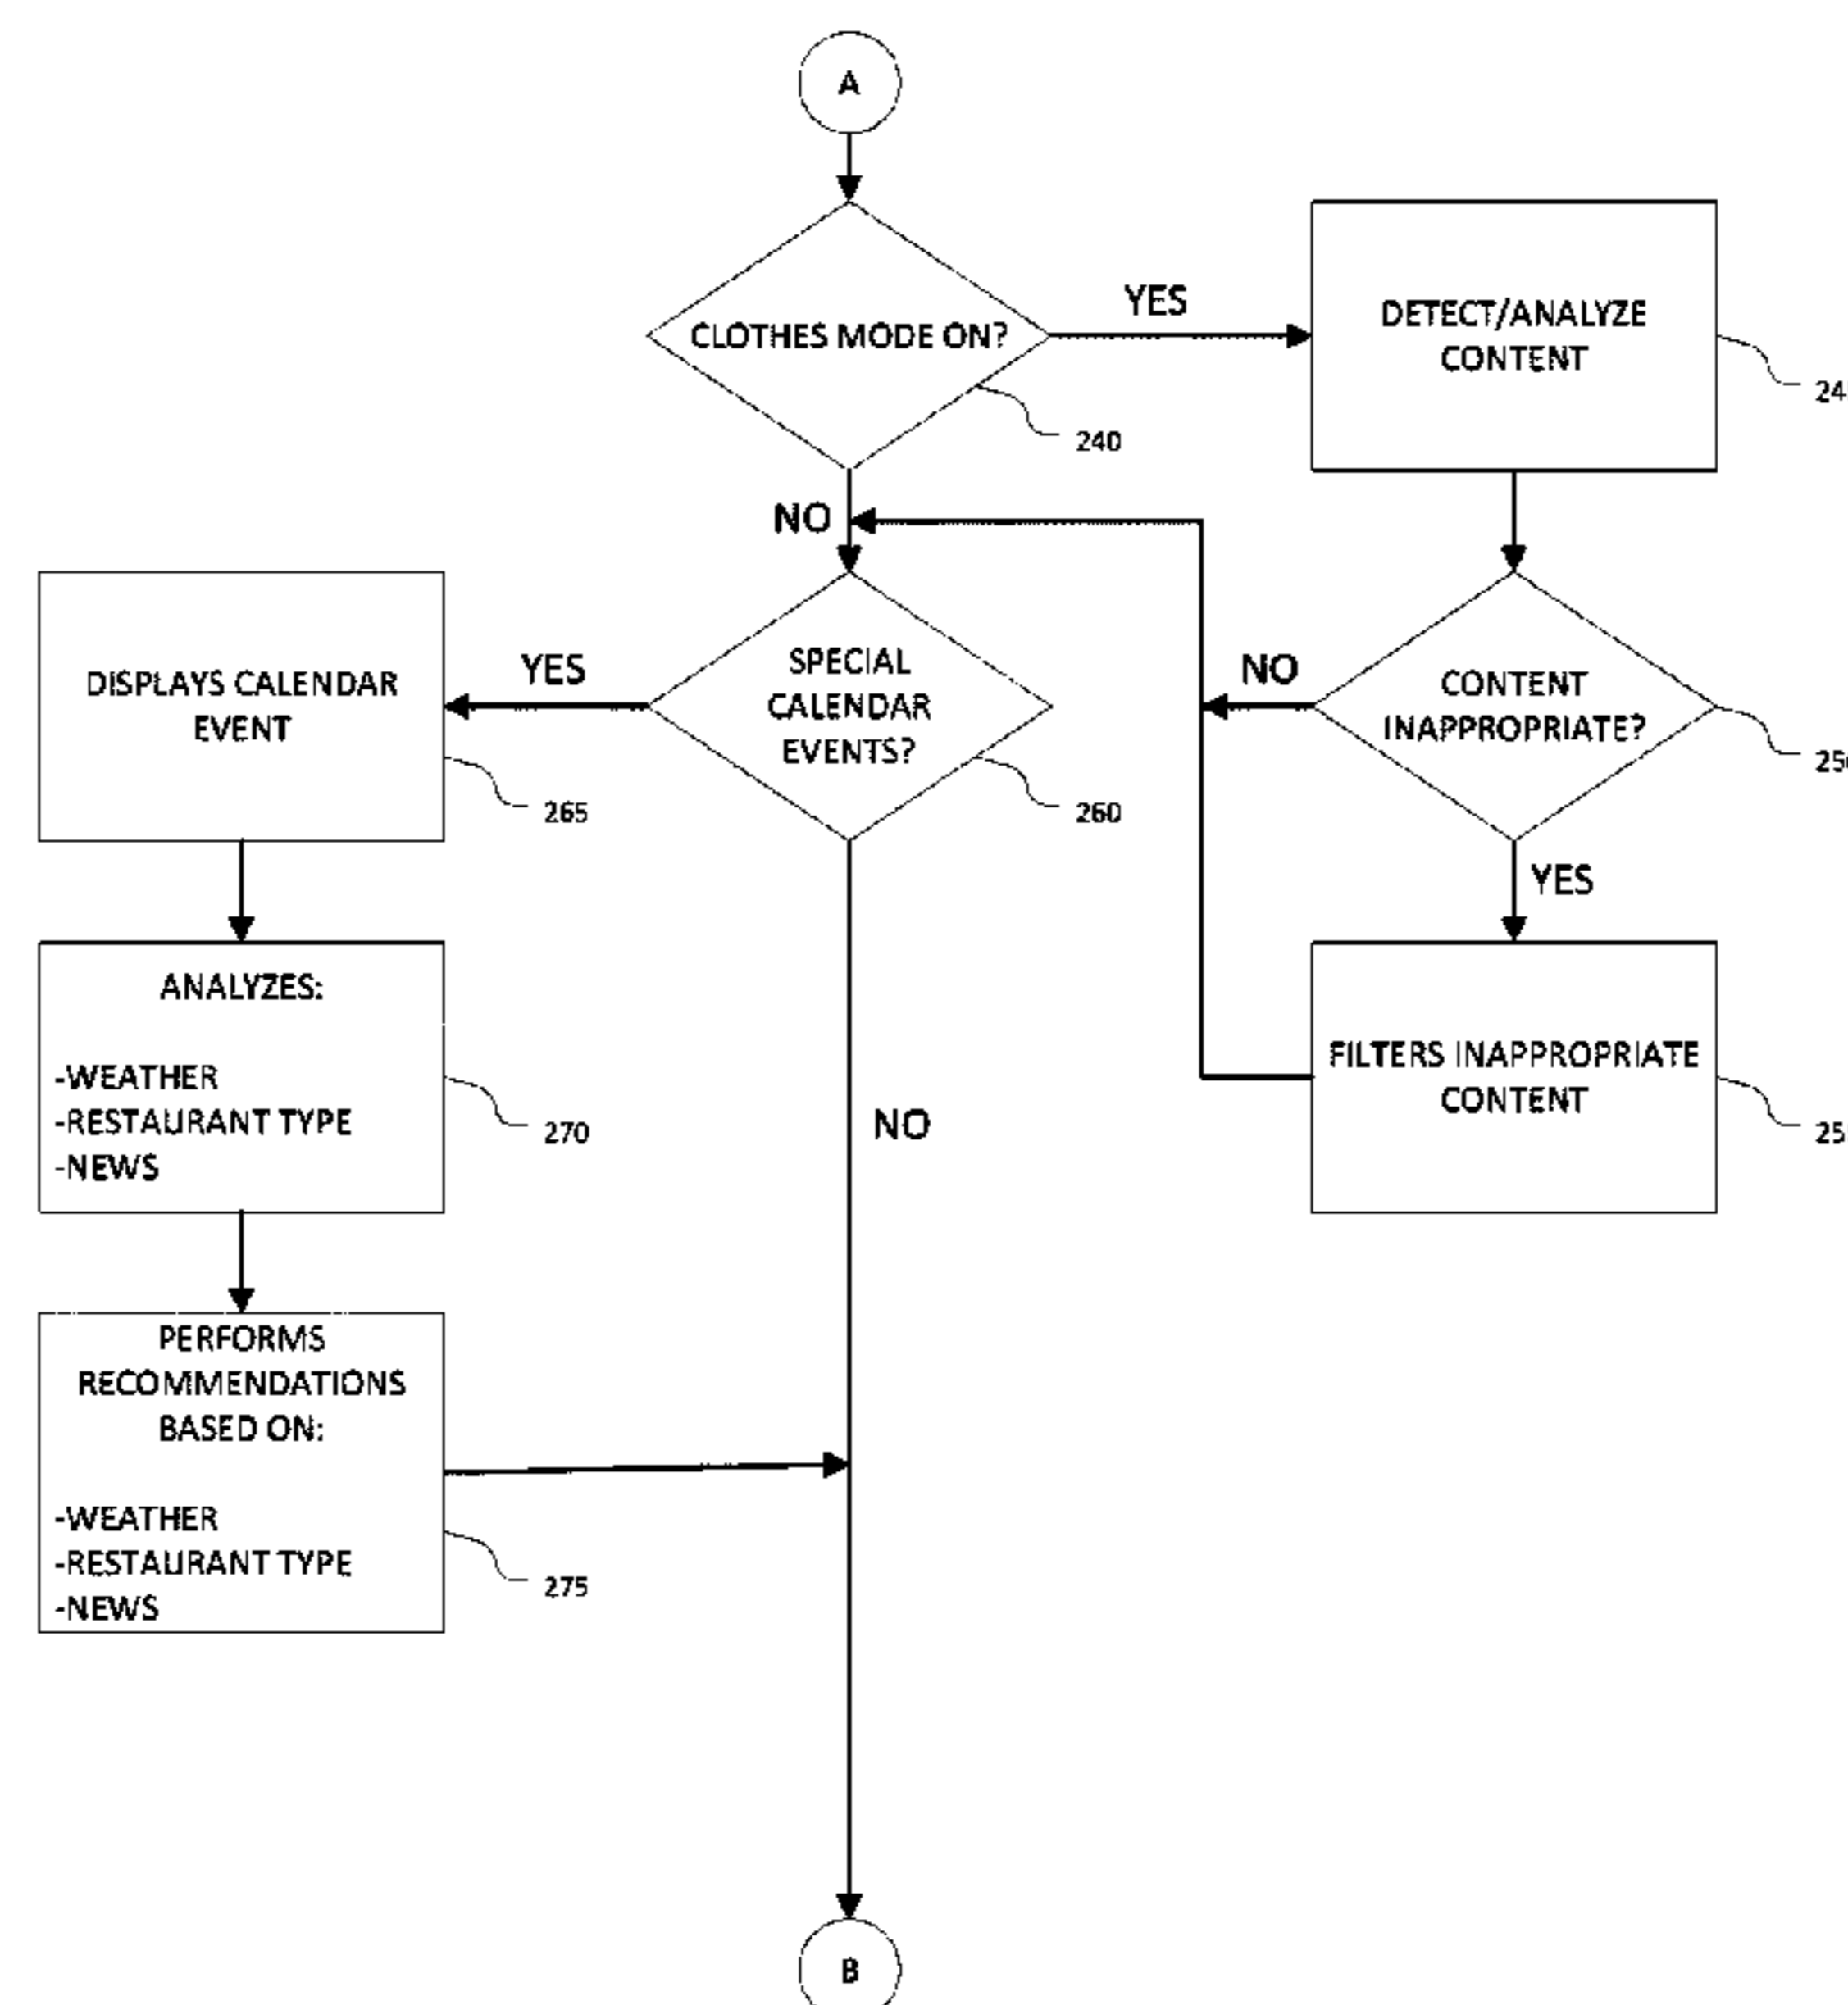 A
CLOTHES MODE ON?
YES
240
DETECT/ANALYZE
CONTENT
24
NO
SPECIAL
CALENDAR
EVENTS?
260
YES
NO
CONTENT
INAPPROPRIATE?
YES
FILTERS INAPPROPRIATE
CONTENT
25
DISPLAYS CALENDAR
EVENT
265
ANALYZES:
-WEATHER
-RESTAURANT TYPE
-NEWS
270
NO
PERFORMS
RECOMMENDATIONS
BASED ON:
-WEATHER
-RESTAURANT TYPE
-NEWS
275
B